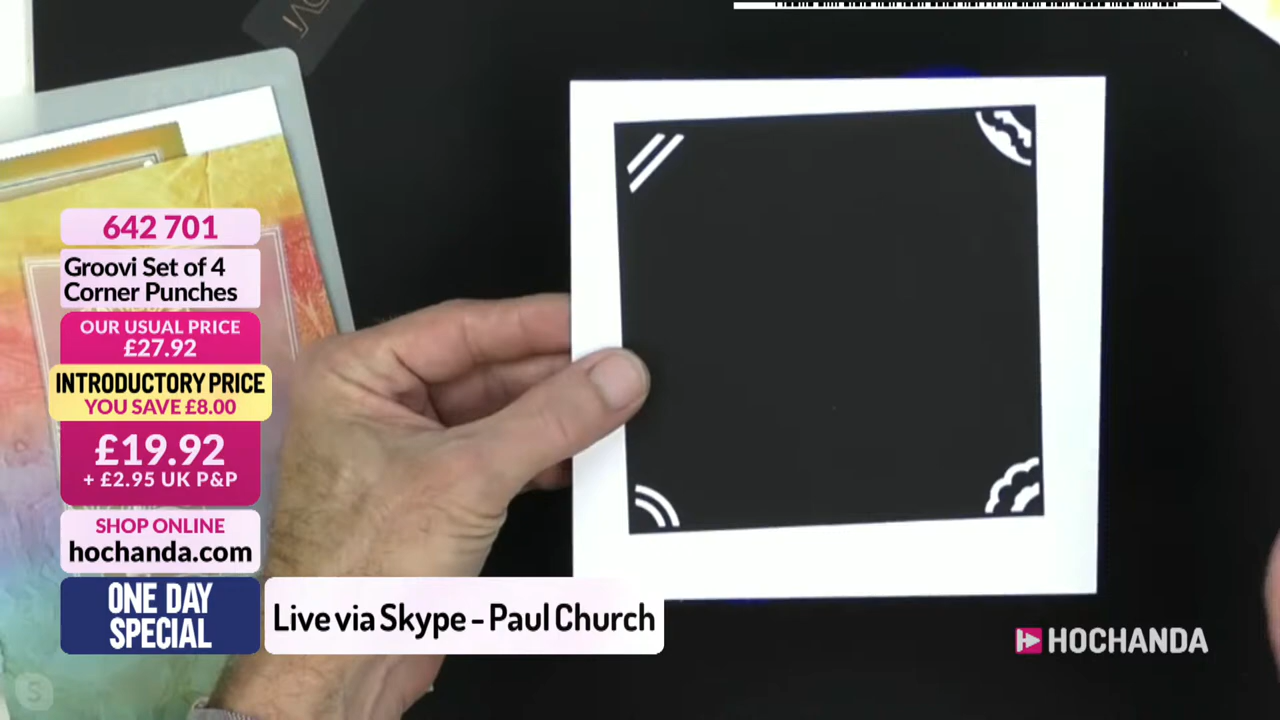 642 701
Groovi Set of 4
Corner Punches
OUR USUAL PRICE
£27.92
INTRODUCTORY PRICE
YOU SAVE £8.00
£19.92
+ £2.95 UK P&P
SHOP ONLINE
hochanda.com
ONE DAY
SPECIAL
Live via Skype - Paul Church
HOCHANDA